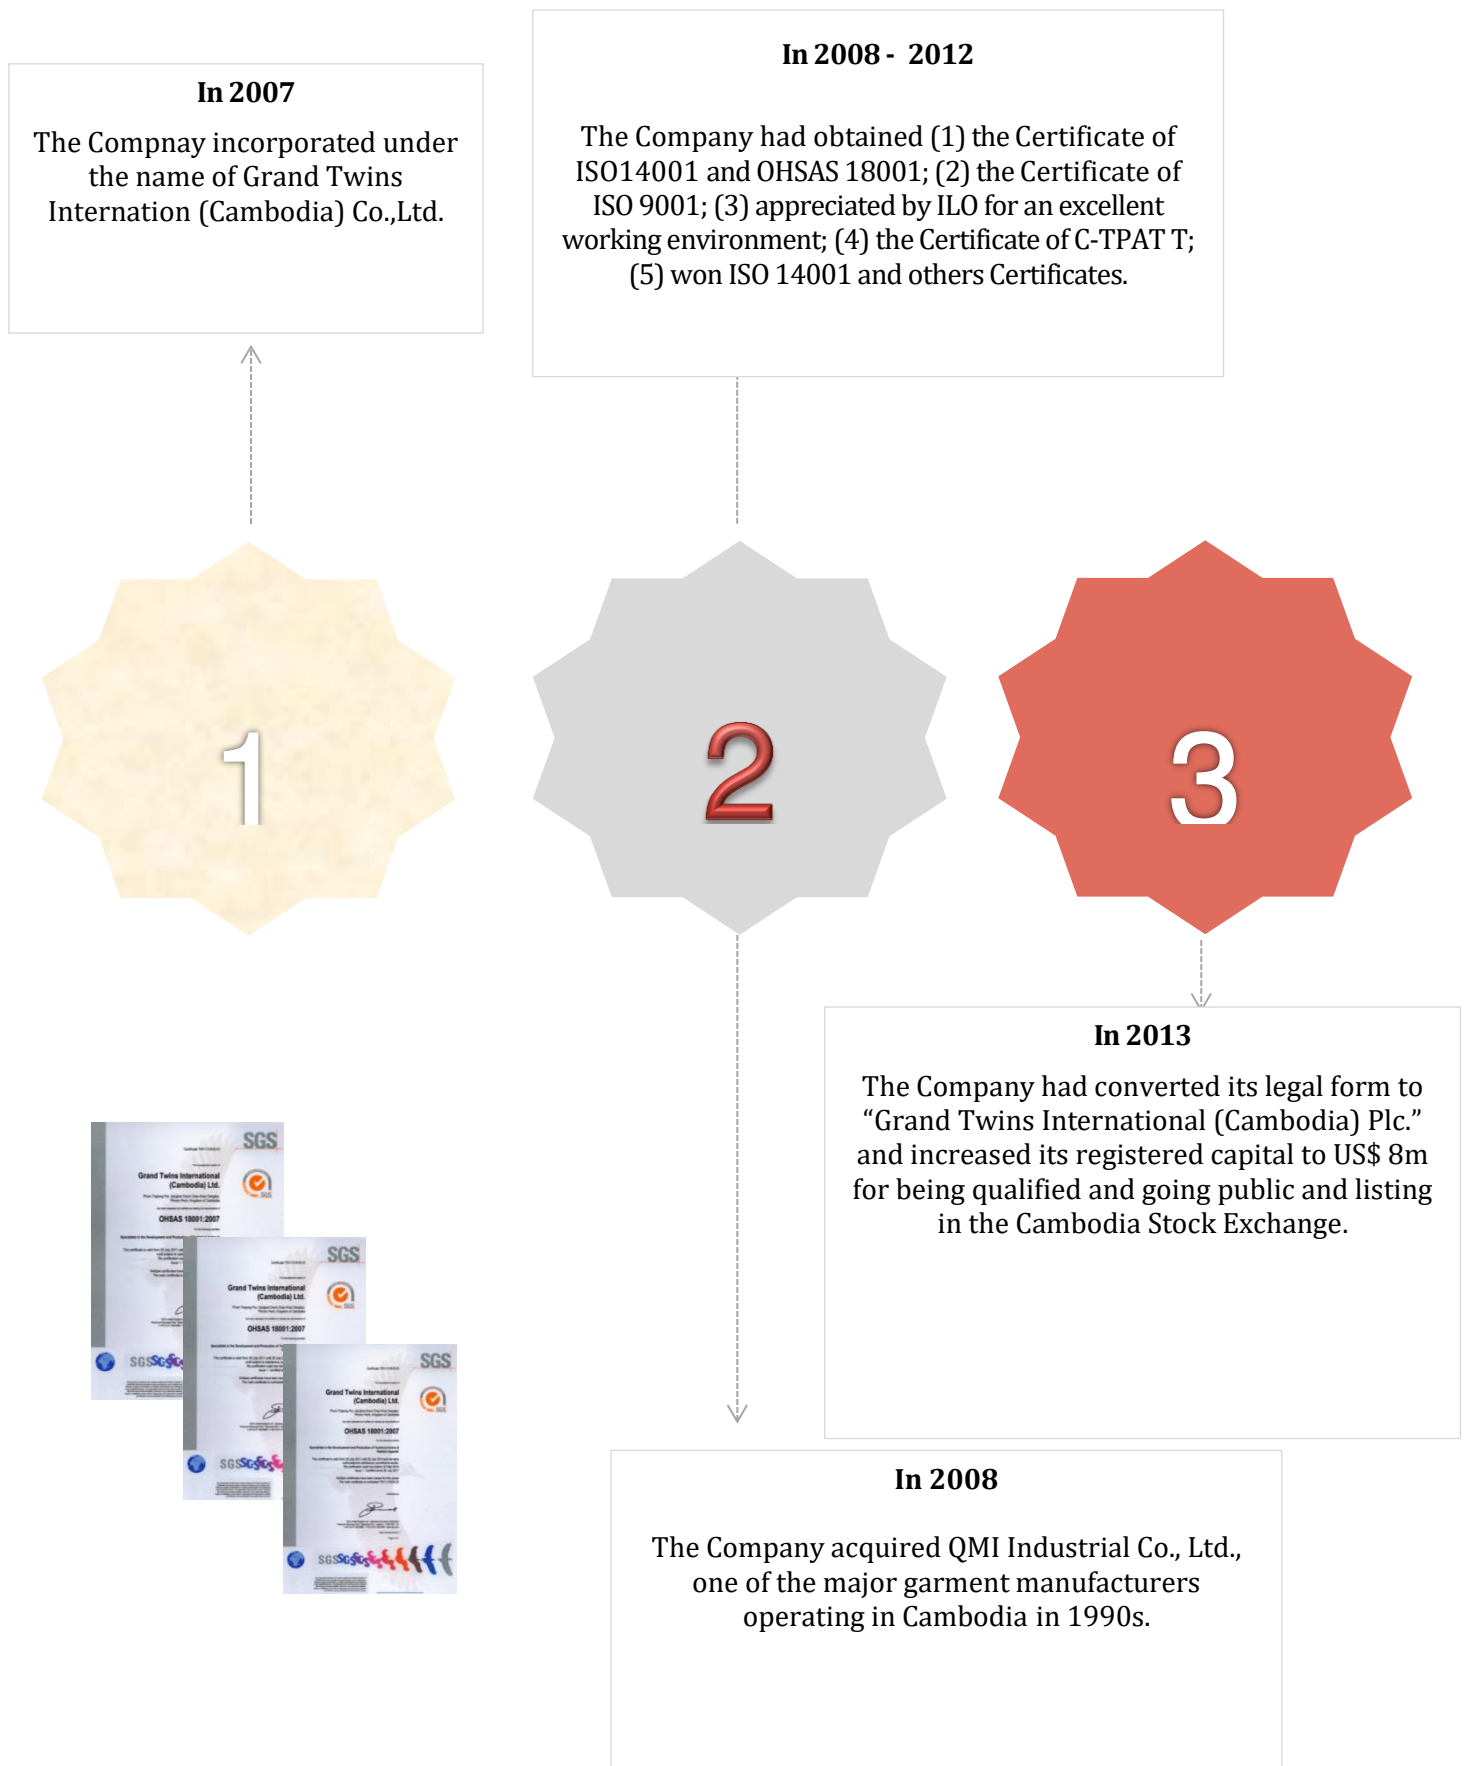 In 2007
The Compnay incorporated under
the name of Grand Twins
Internation (Cambodia) Co.,Ltd.
In 2008 - 2012
The Company had obtained (1) the Certificate of
ISO14001 and OHSAS 18001; (2) the Certificate of
ISO 9001; (3) appreciated by ILO for an excellent
working environment; (4) the Certificate of C-TPAT T;
(5) won ISO 14001 and others Certificates.
1
2
3
In 2013
The Company had converted its legal form to
“Grand Twins International (Cambodia) Plc.”
and increased its registered capital to US$ 8m
for being qualified and going public and listing
in the Cambodia Stock Exchange.
SGS
Grand Twins International
(Cambodia) Ltd.
SGS
OHSAS 18001:2007
SGS
Grand Twins International
(Cambodia) Ltd.
SGS
OHSAS 18001:2007
SGS
Grand Twins International
(Cambodia) Ltd.
SGS
OHSAS 18001:2007
In 2008
The Company acquired QMI Industrial Co., Ltd.,
one of the major garment manufacturers
operating in Cambodia in 1990s.